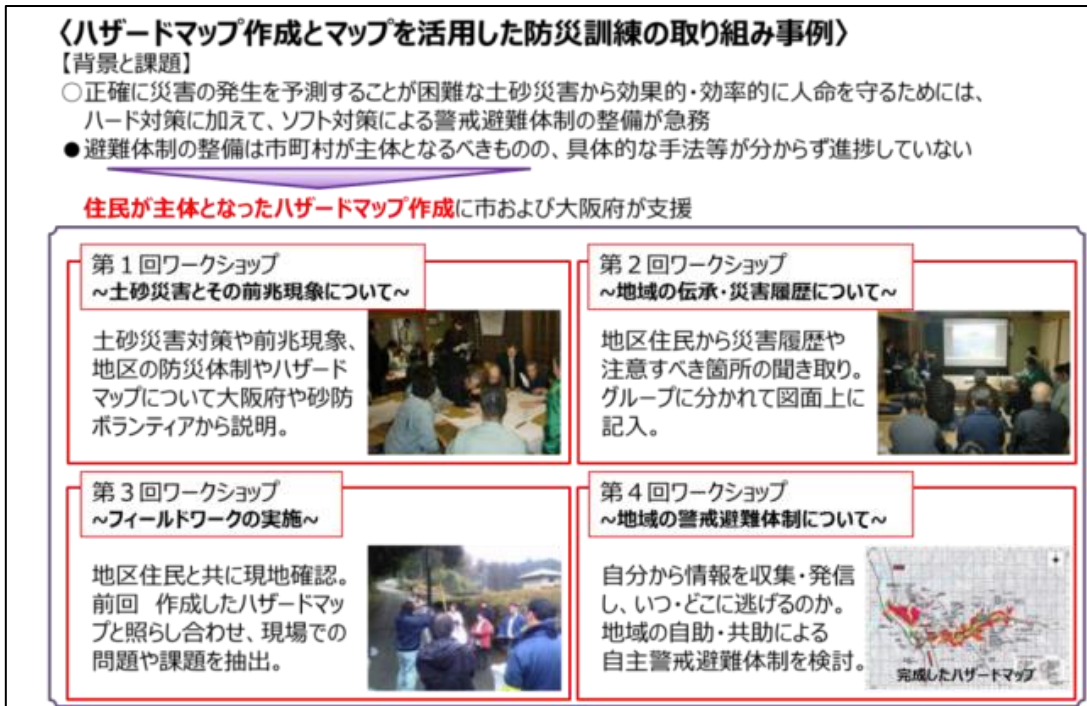 〈ハザードマップ作成とマップを活用した防災訓練の取り組み事例〉
【背景と課題】
○正確に災害の発生を予測することが困難な土砂災害から効果的・効率的に人命を守るためには、
ハード対策に加えて、ソフト対策による警戒避難体制の整備が急務
●避難体制の整備は市町村が主体となるべきものの、具体的な手法等が分からず進捗していない
住民が主体となったハザードマップ作成に市および大阪府が支援
第1回ワークショップ
~土砂災害とその前兆現象について~
土砂災害対策や前兆現象、
地区の防災体制やハザード
マップについて大阪府や砂防
ボランティアから説明。
第2回ワークショップ
~地域の伝承・災害履歴について~
地区住民から災害履歴や
注意すべき箇所の聞き取り。
グループに分かれて図面上に
記入。
第3回ワークショップ
~フィールドワークの実施~
地区住民と共に現地確認。
前回 作成したハザードマッ
プと照らし合わせ、現場での
問題や課題を抽出。
第4回ワークショップ
~地域の警戒避難体制について~
自分から情報を収集・発信
し、いつ・どこに逃げるのか。
地域の自助・共助による
自主警戒避難体制を検討。
完成したハザードマップ